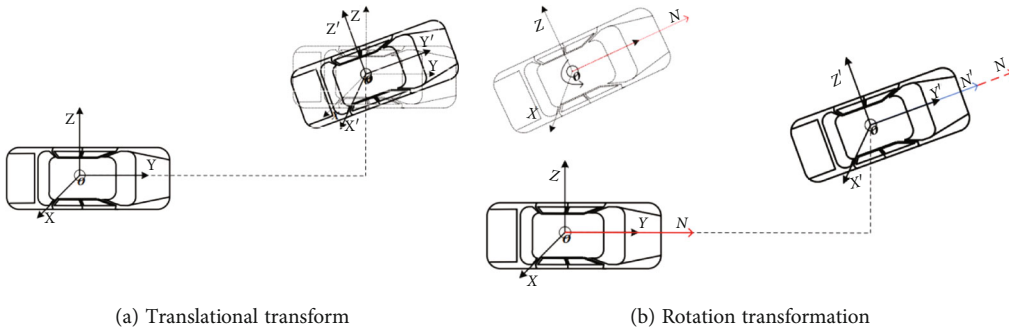 Z′ Z
Y′
Y
o
X′
Z
Y
o
X
Z
N
X
Z
Y
N
o
X
Z′
N′
N
Y′
o
X′
(a) Translational transform
(b) Rotation transformation